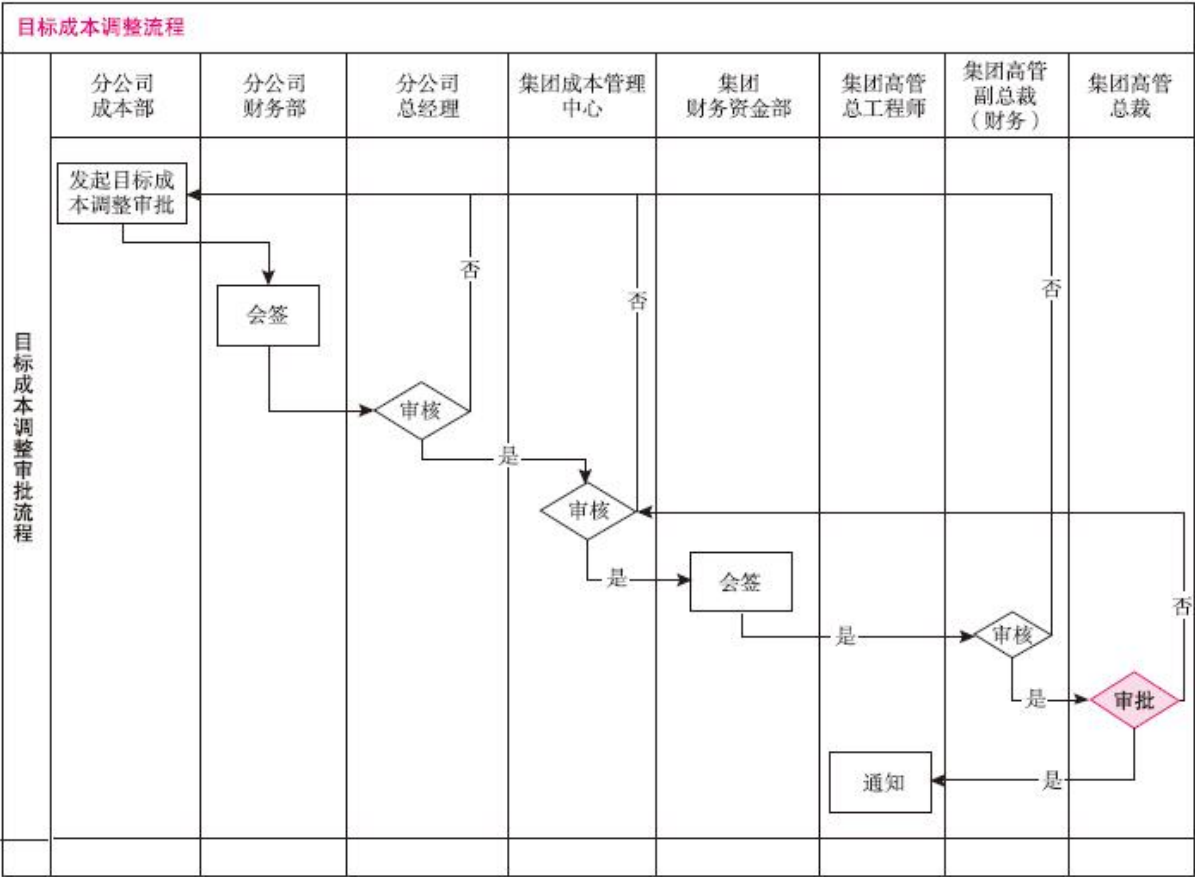 目标成本调整流程
分公司
成本部
分公司
财务部
分公司
总经理
集团成本管理
中心
集团
财务资金部
集团高管
总工程师
集团高管
副总裁
（财务）
集团高管
总裁
目标成本调整审批流程
发起目标成
本调整审批
否
否
否
会签
审核
是
审核
是
会签
否
是
审核
是
审批
通知
是